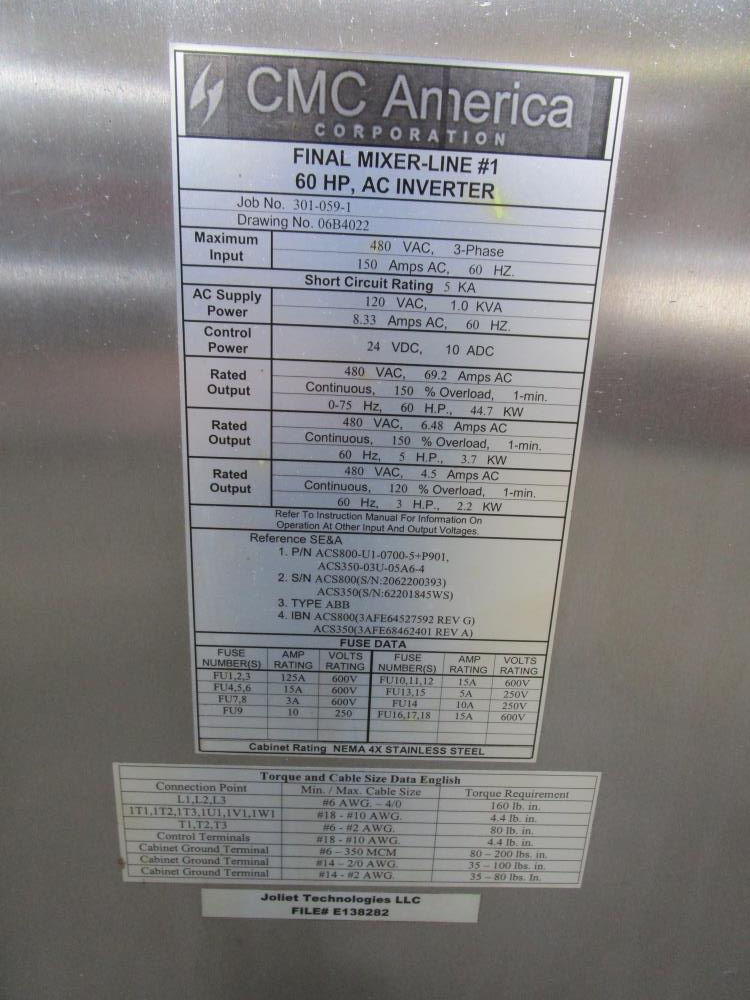 CMC America
CORPORATION
FINAL MIXER-LINE #1
60 HP, AC INVERTER
Job No. 301-059-1
Drawing No. 06B4022
Maximum Input
480 VAC, 3-Phase
150 Amps AC, 60 HZ.
Short Circuit Rating 5 KA
AC Supply Power
120 VAC, 1.0 KVA
8.33 Amps AC, 60 HZ.
Control Power
24 VDC, 10 ADC
Rated Output
480 VAC, 69.2 Amps AC
Continuous, 150 % Overload, 1-min.
0-75 Hz, 60 H.P., 44.7 KW
Rated Output
480 VAC, 6.48 Amps AC
Continuous, 150 % Overload, 1-min.
60 Hz, 5 H.P., 3.7 KW
Rated Output
480 VAC, 4.5 Amps AC
Continuous, 120 % Overload, 1-min.
60 Hz, 3 H.P., 2.2 KW
Refer To Instruction Manual For Information On
Operation At Other Input And Output Voltages.
Reference SE&A
1. P/N ACS800-U1-0700-5+P901,
ACS350-03U-05A6-4
2. S/N ACS800(S/N:2062200393)
ACS350(S/N:62201845WS)
3. TYPE ABB
4. IBN ACS800(3AFE64527592 REV G)
ACS350(3AFE68462401 REV A)
FUSE DATA
FUSE NUMBER(S) AMP RATING VOLTS RATING FUSE NUMBER(S) AMP RATING VOLTS RATING
FU1,2,3 125A 600V FU10,11,12 15A 600V
FU4,5,6 15A 600V FU13,15 5A 250V
FU7,8 3A 600V FU14 10A 250V
FU9 10 250 FU16,17,18 15A 600V
Cabinet Rating NEMA 4X STAINLESS STEEL
Torque and Cable Size Data English
Connection Point Min. / Max. Cable Size Torque Requirement
L1,L2,L3 #6 AWG. – 4/0 160 lb. in.
1T1,1T2,1T3,1U1,1V1,1W1 #18 - #10 AWG. 4.4 lb. in.
T1,T2,T3 #6 - #2 AWG. 80 lb. in.
Control Terminals #18 - #10 AWG. 4.4 lb. in.
Cabinet Ground Terminal #6 – 350 MCM 80 – 200 lbs. in.
Cabinet Ground Terminal #14 – 2/0 AWG. 35 – 100 lbs. in.
Cabinet Ground Terminal #14 - #2 AWG. 35 – 80 lbs. In.
Joliet Technologies LLC
FILE# E138282